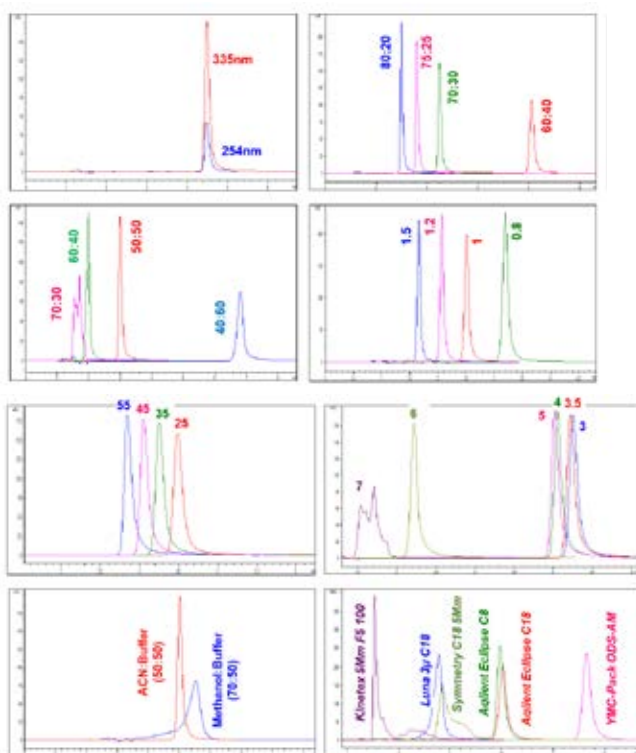 335nm
254nm
80:20
75:25
70:30
60:40
70:30
60:40
50:50
40:60
1.5
1.2
1
0.8
55
45
35
25
7
6
5
4
3.5
3
ACN:Buffer
(50:50)
Methanol:Buffer
(70:50)
Kinetex 5Mm F5 100
Luna 3µ C18
Symmetry C18 5Mm
Agilent Eclipse C8
Agilent Eclipse C18
YMC-Pack ODS-AM